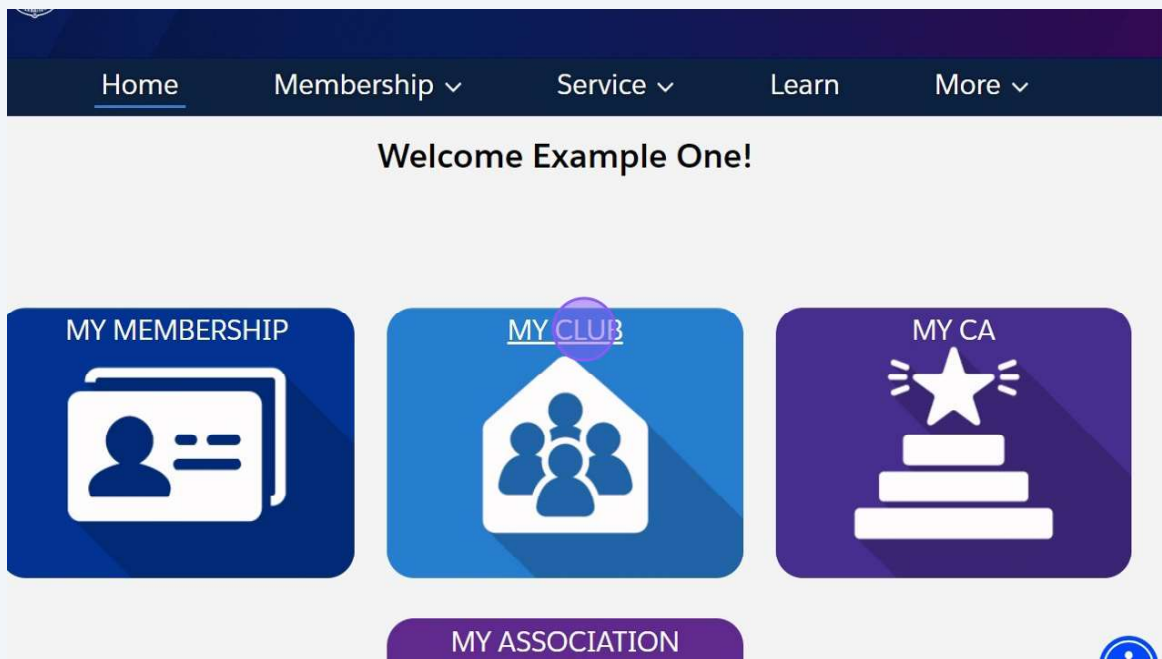 Home Membership Service Learn More
Welcome Example One!
MY MEMBERSHIP
MY CLUB
MY CA
MY ASSOCIATION